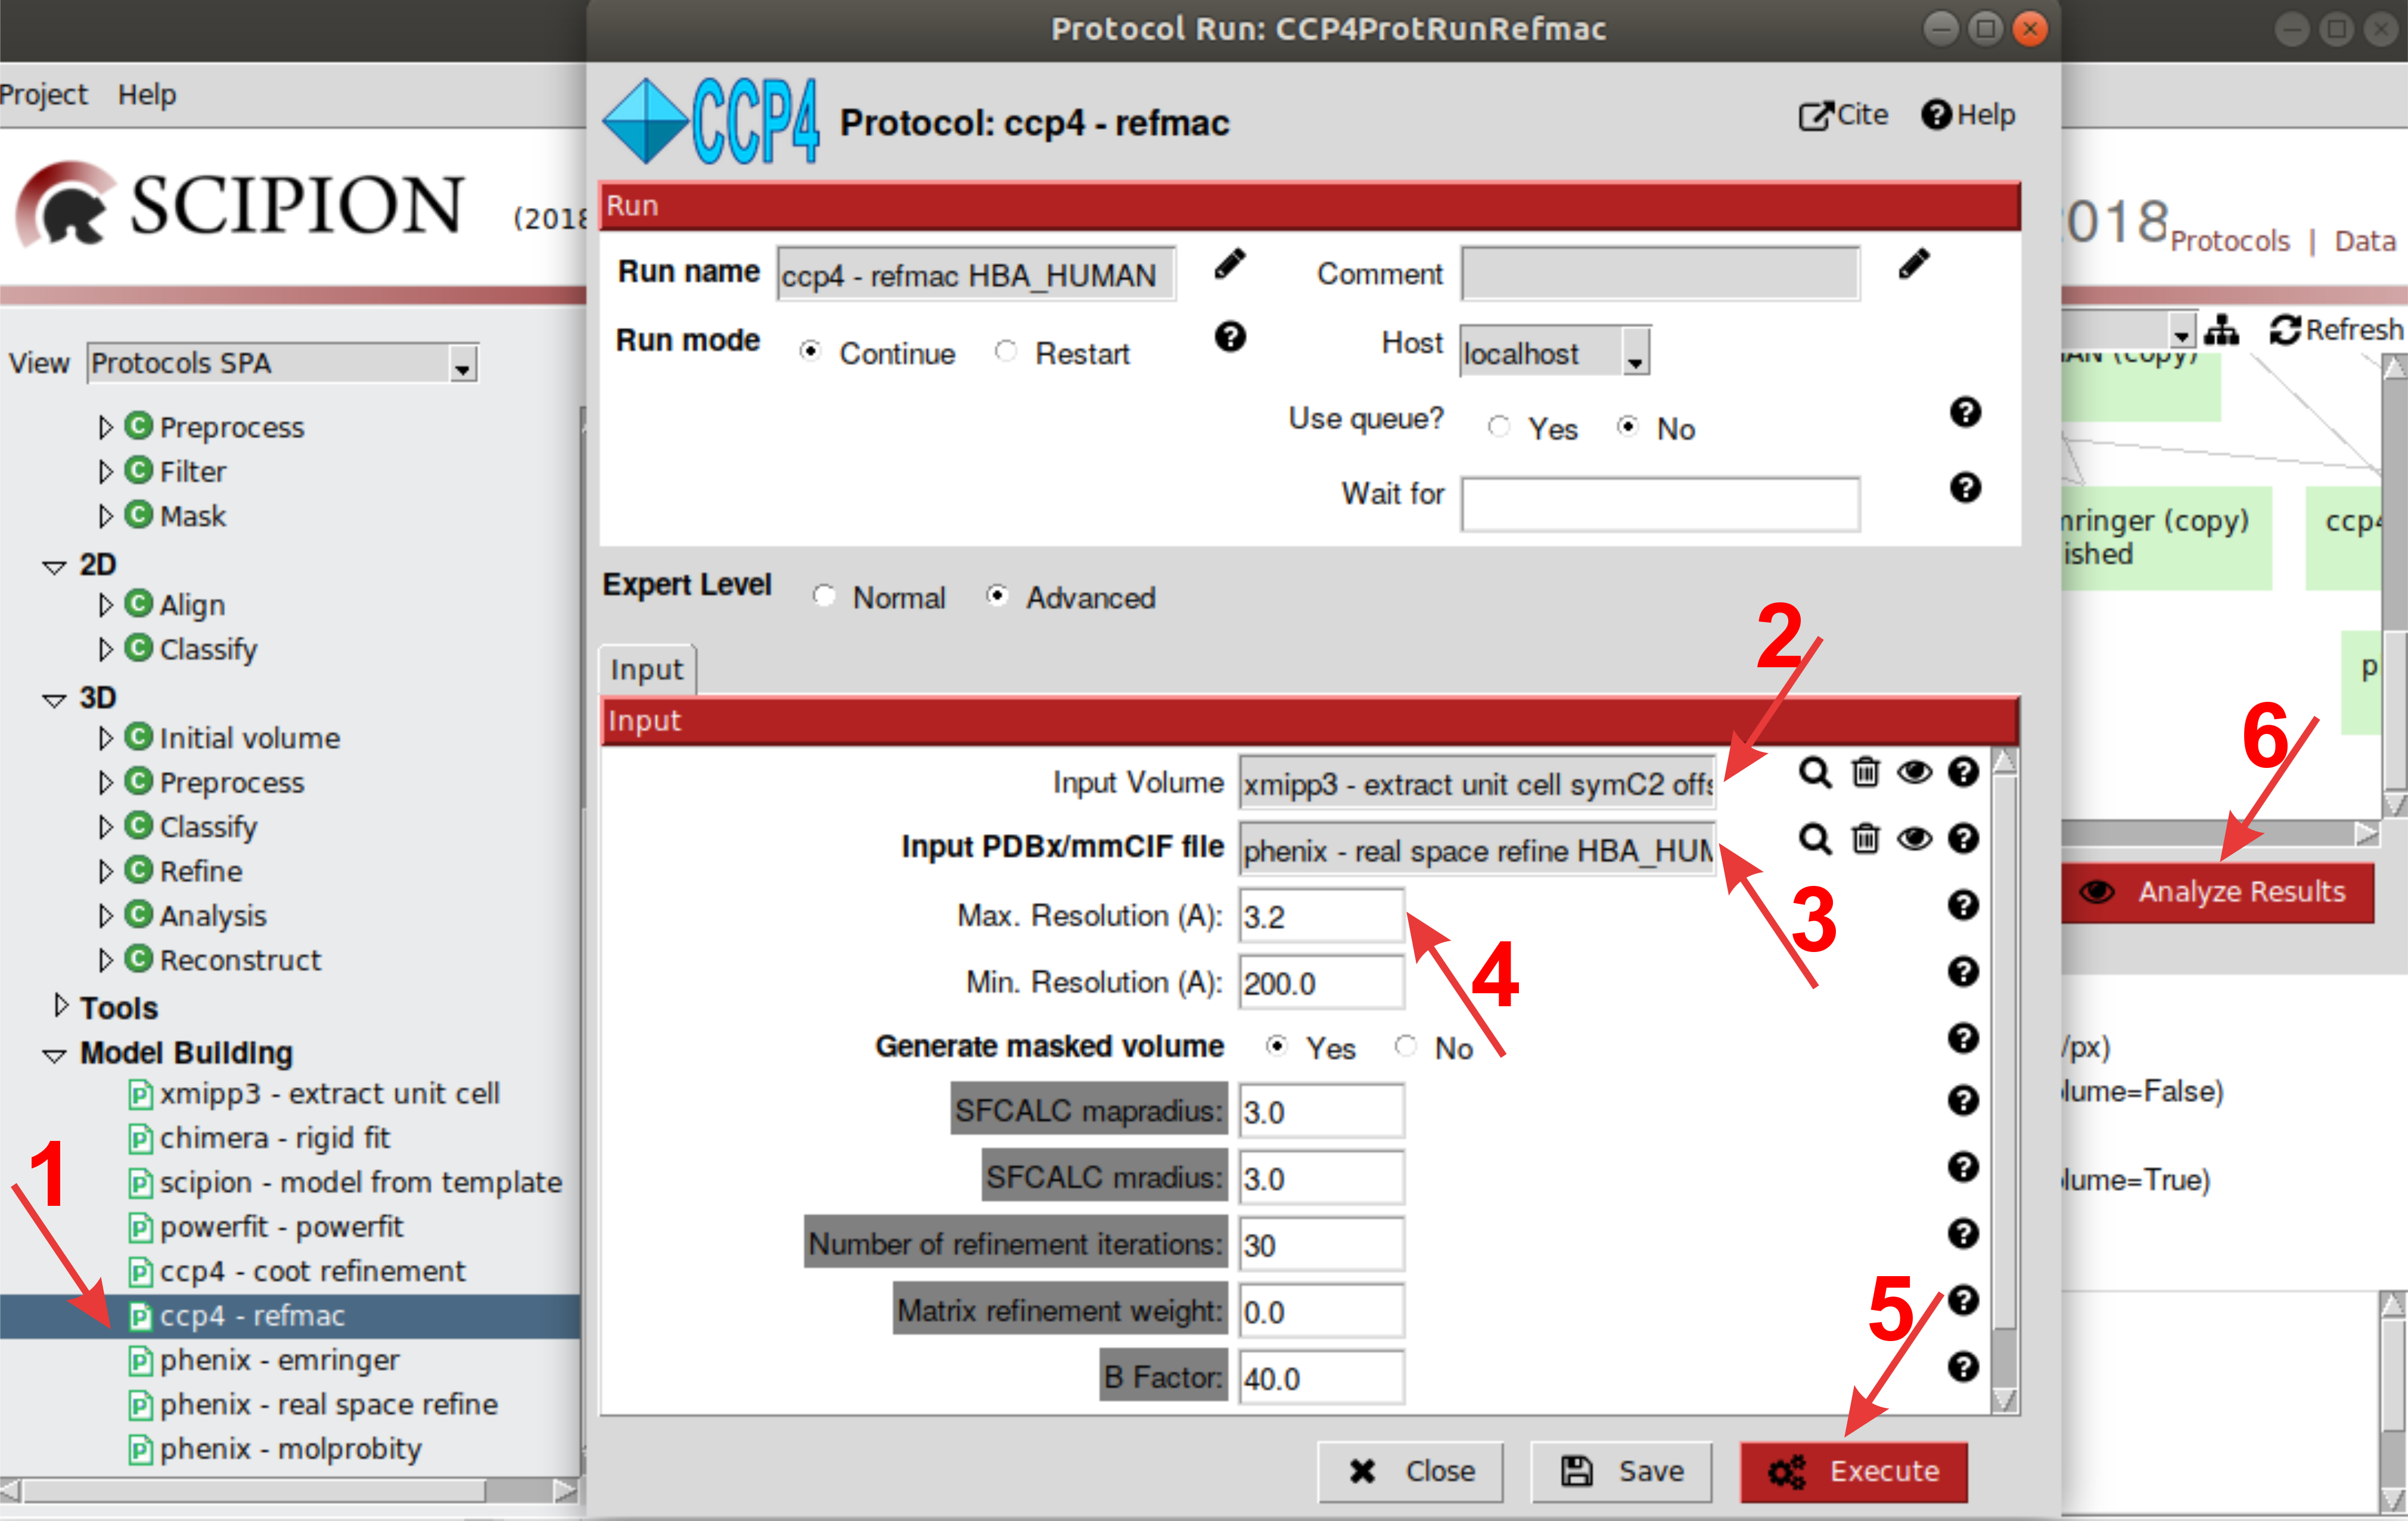 Protocol Run: CCP4ProtRunRefmac
Project Help
SCIPION (2018
2018
Protocols | Data
View Protocols SPA
Preprocess
Filter
Mask
2D
Align
Classify
3D
Initial volume
Preprocess
Classify
Refine
Analysis
Reconstruct
Tools
Model Building
xmipp3 - extract unit cell
chimera - rigid fit
scipion - model from template
powerfit - powerfit
ccp4 - coot refinement
ccp4 - refmac
phenix - emringer
phenix - real space refine
phenix - molprobity
1
CCP4 Protocol: ccp4 - refmac
Cite Help
Run
Run name ccp4 - refmac HBA_HUMAN Comment
Run mode Continue Restart Host localhost
Use queue? Yes No
Wait for
Expert Level Normal Advanced
2
Input
Input
Input Volume xmipp3 - extract unit cell symC2 offs
Input PDBx/mmCIF file phenix - real space refine HBA_HUM
3
Max. Resolution (A): 3.2
4
Min. Resolution (A): 200.0
Generate masked volume Yes No
SFCALC mapradius: 3.0
SFCALC mradius: 3.0
Number of refinement iterations: 30
Matrix refinement weight: 0.0
5
B Factor: 40.0
Close Save Execute
Refresh
(copy)
ringer (copy)
ished
ccp4
p
6
Analyze Results
/px)
lume=False)
lume=True)